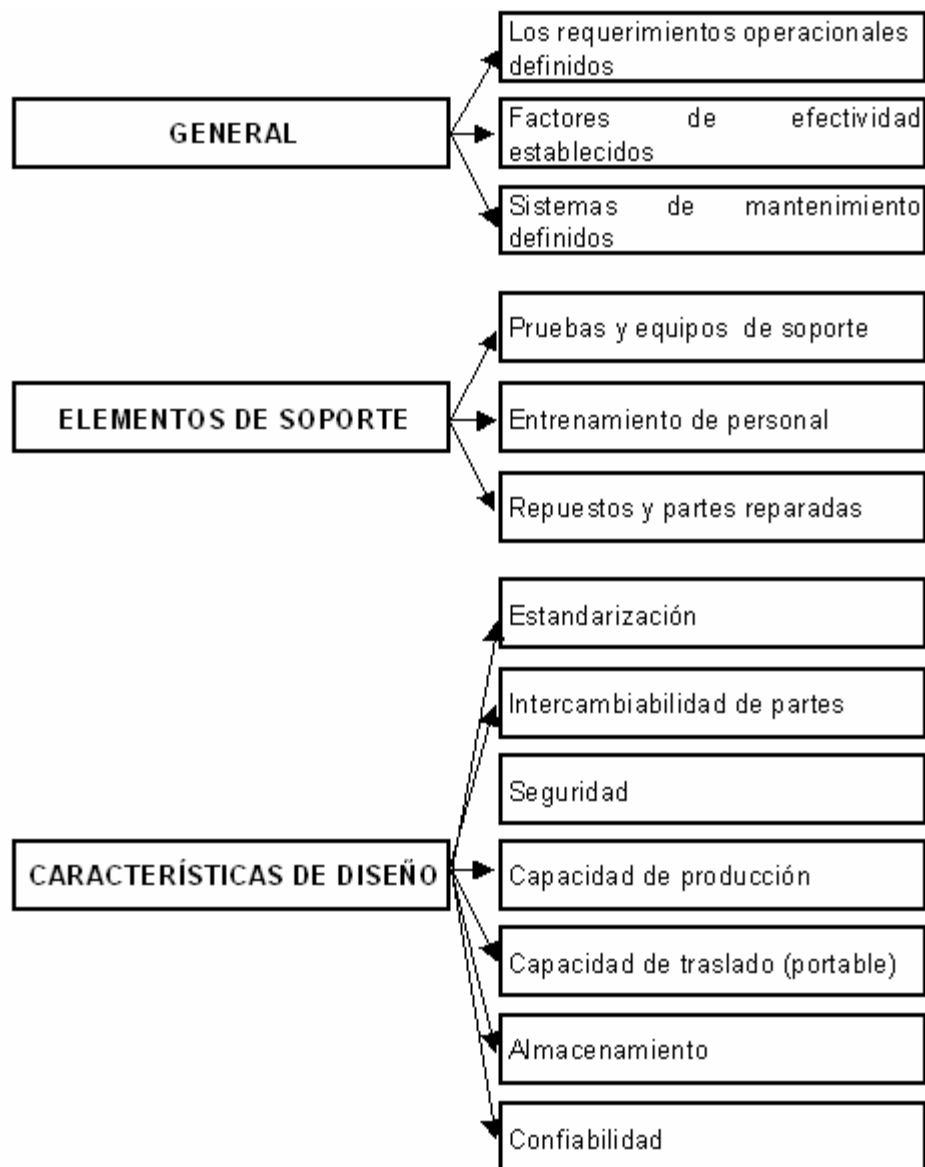 GENERAL
Los requerimientos operacionales
definidos
Factores de efectividad
establecidos
Sistemas de mantenimiento
definidos
ELEMENTOS DE SOPORTE
Pruebas y equipos de soporte
Entrenamiento de personal
Repuestos y partes reparadas
CARACTERÍSTICAS DE DISEÑO
Estandarización
Intercambiabilidad de partes
Seguridad
Capacidad de producción
Capacidad de traslado (portable)
Almacenamiento
Confiabilidad